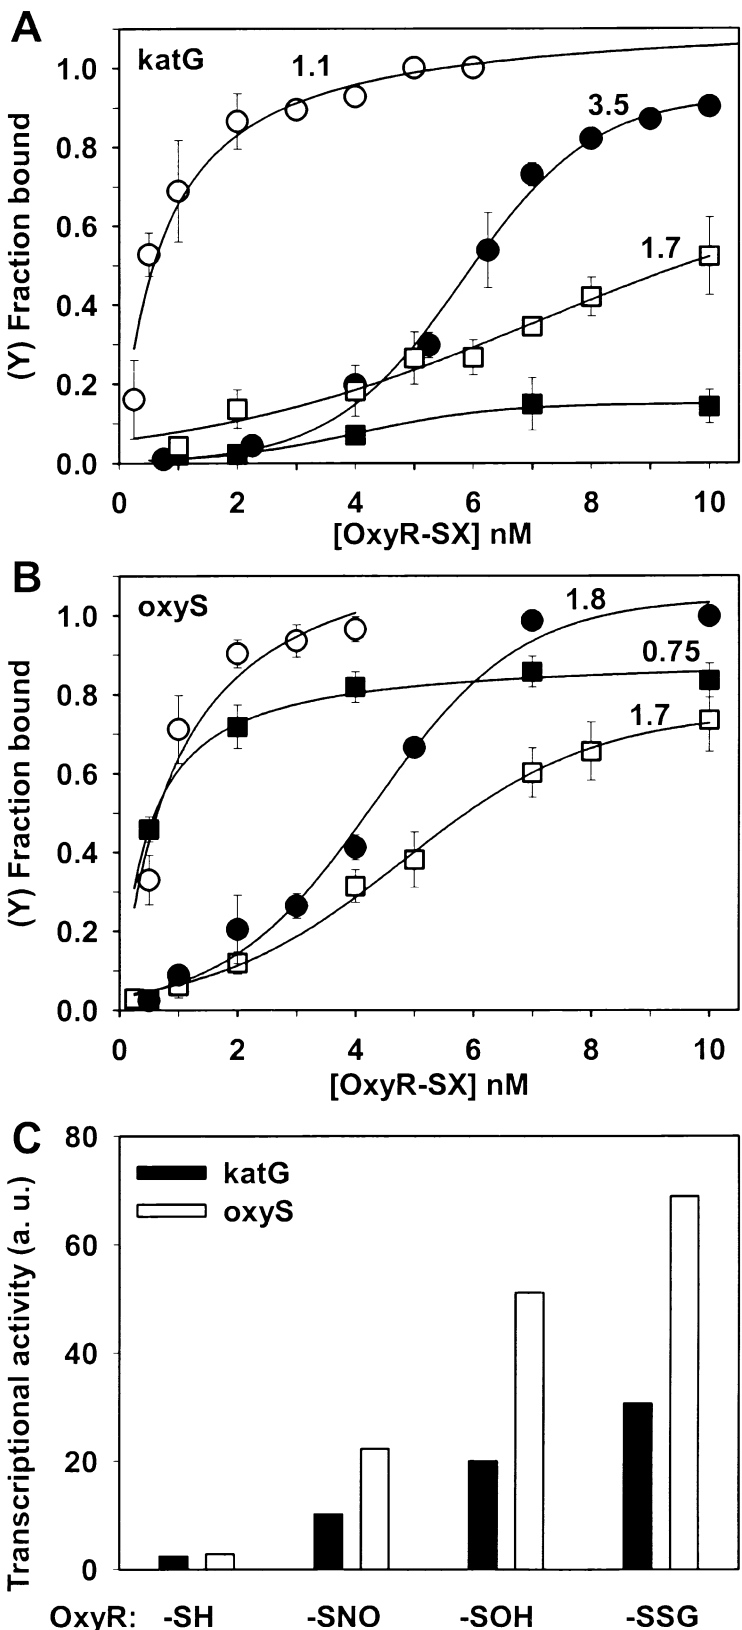 A
katG
1.1
3.5
1.7
(Y) Fraction bound
1.0
0.8
0.6
0.4
0.2
0.0
0 2 4 6 8 10
[OxyR-SX] nM
B
oxyS
1.8
0.75
1.7
(Y) Fraction bound
1.0
0.8
0.6
0.4
0.2
0.0
0 2 4 6 8 10
[OxyR-SX] nM
C
katG
oxyS
Transcriptional activity (a. u.)
80
60
40
20
0
OxyR: -SH -SNO -SOH -SSG